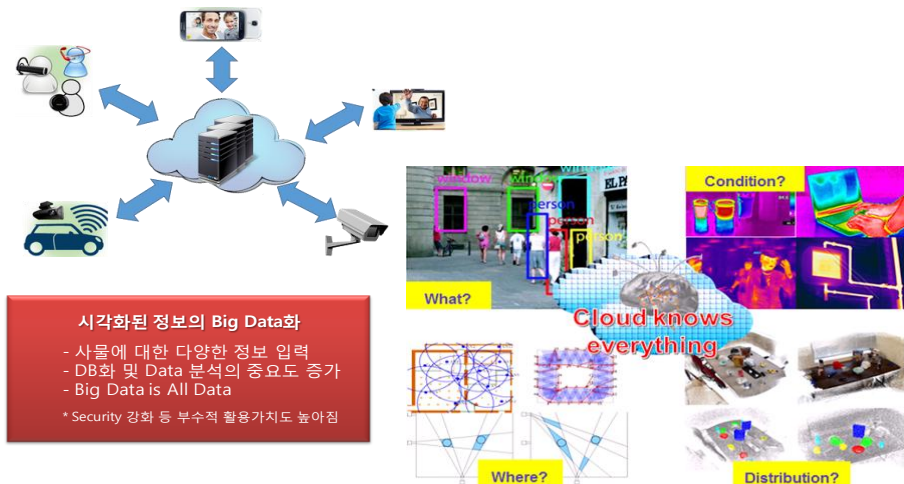 시각화된 정보의 Big Data화
- 사물에 대한 다양한 정보 입력
- DB화 및 Data 분석의 중요도 증가
- Big Data is All Data
* Security 강화 등 부수적 활용가치도 높아짐
window
window
window
EL
person
person
person
What?
Condition?
Cloud knows
everything
Where?
Distribution?